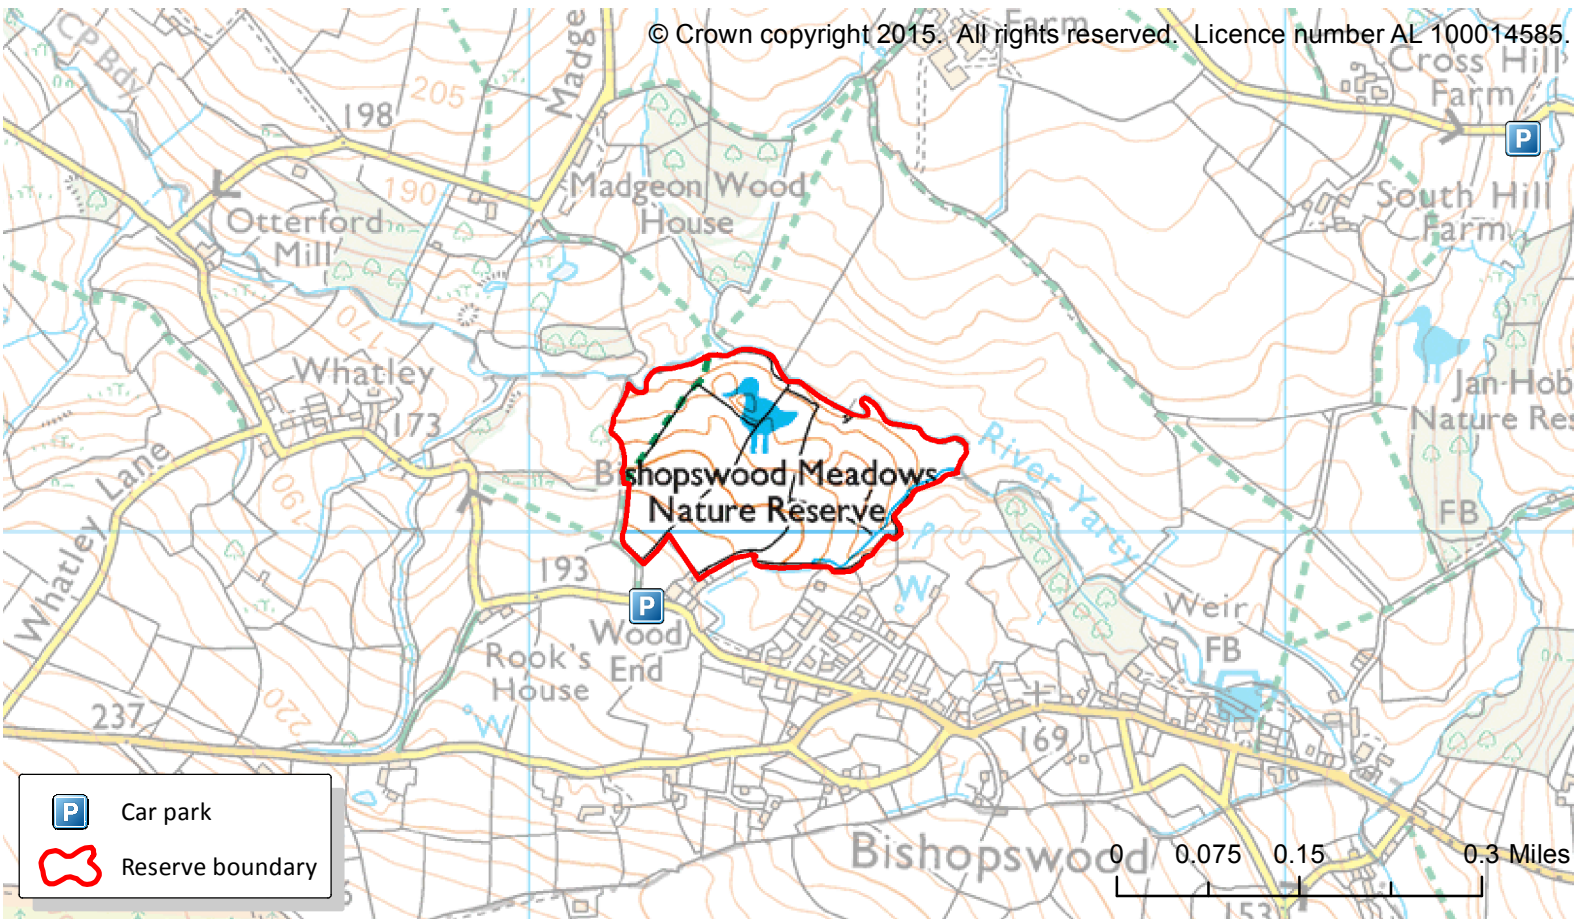 © Crown copyright 2015. All rights reserved. Licence number AL 100014585.
Farm
CP Bdy
Madge
205
198
Cross Hill
Farm
P
190
Madgeon Wood
House
South Hill
Farm
Otterford
Mill
170
Whatley
173
Jan-Hob
Nature Res
River Yarty
Bishopswood Meadows
Nature Reserve
Whatley Lane
190
FB
P
W
193
P
Wood
End
Weir
FB
Rook's
House
220
W
237
169
Bishopswood
P Car park
Reserve boundary
0 0.075 0.15 0.3 Miles
153